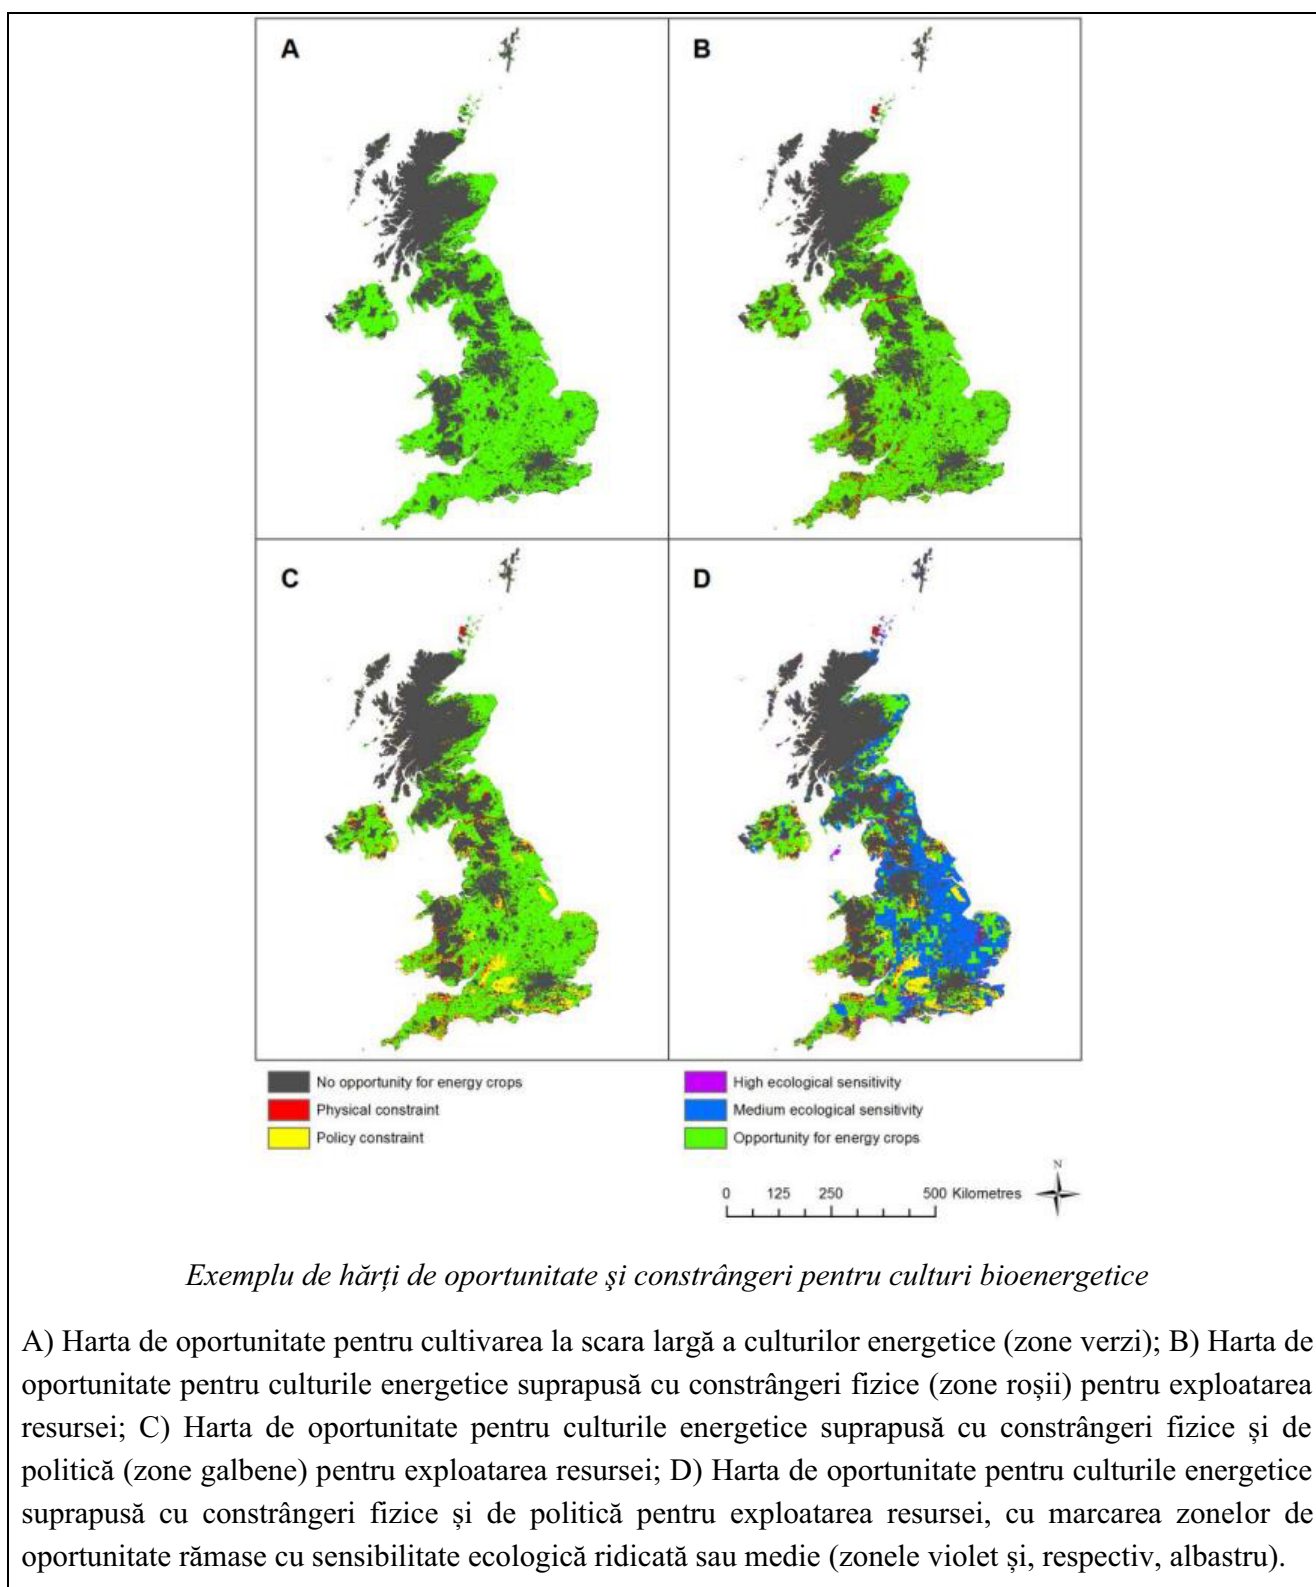 A
B
C
D
No opportunity for energy crops
Physical constraint
Policy constraint
High ecological sensitivity
Medium ecological sensitivity
Opportunity for energy crops
N
0 125 250 500 Kilometres
Exemplu de hărți de oportunitate şi constrângeri pentru culturi bioenergetice
A) Harta de oportunitate pentru cultivarea la scara largă a culturilor energetice (zone verzi); B) Harta de
oportunitate pentru culturile energetice suprapusă cu constrângeri fizice (zone roșii) pentru exploatarea
resursei; C) Harta de oportunitate pentru culturile energetice suprapusă cu constrângeri fizice și de
politică (zone galbene) pentru exploatarea resursei; D) Harta de oportunitate pentru culturile energetice
suprapusă cu constrângeri fizice și de politică pentru exploatarea resursei, cu marcarea zonelor de
oportunitate rămase cu sensibilitate ecologică ridicată sau medie (zonele violet și, respectiv, albastru).